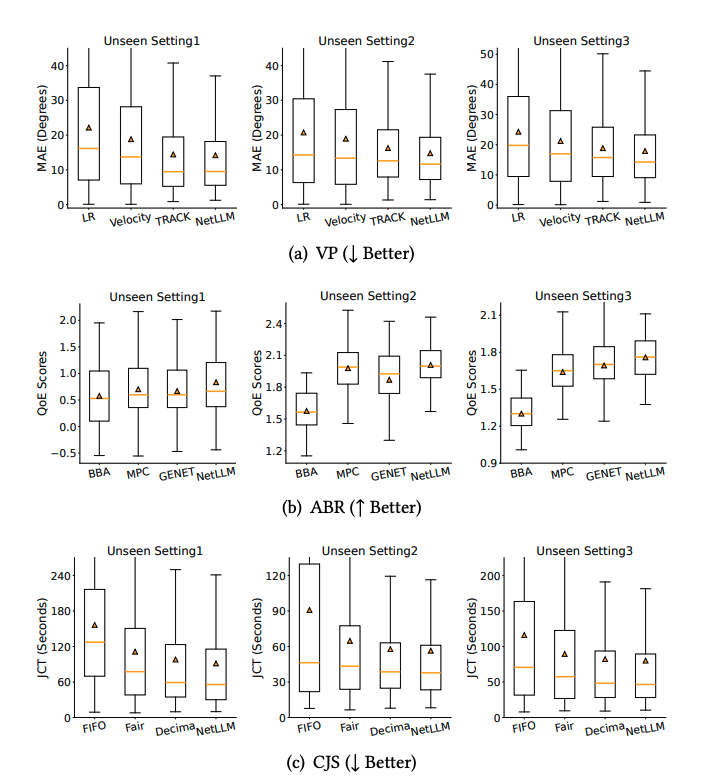 Unseen Setting1 Unseen Setting2 Unseen Setting3
MAE (Degrees) 40 30 20 10 0
MAE (Degrees) 40 30 20 10 0
MAE (Degrees) 50 40 30 20 10 0
LR Velocity TRACK NetLLM LR Velocity TRACK NetLLM LR Velocity TRACK NetLLM
(a) VP (↓ Better)
Unseen Setting1 Unseen Setting2 Unseen Setting3
QoE Scores 2.0 1.5 1.0 0.5 0.0 −0.5
QoE Scores 2.4 2.1 1.8 1.5 1.2
QoE Scores 2.1 1.8 1.5 1.2 0.9
BBA MPC GENET NetLLM BBA MPC GENET NetLLM BBA MPC GENET NetLLM
(b) ABR (↑ Better)
Unseen Setting1 Unseen Setting2 Unseen Setting3
JCT (Seconds) 240 180 120 60 0
JCT (Seconds) 120 90 60 30 0
JCT (Seconds) 200 150 100 50 0
FIFO Fair Decima NetLLM FIFO Fair Decima NetLLM FIFO Fair Decima NetLLM
(c) CJS (↓ Better)